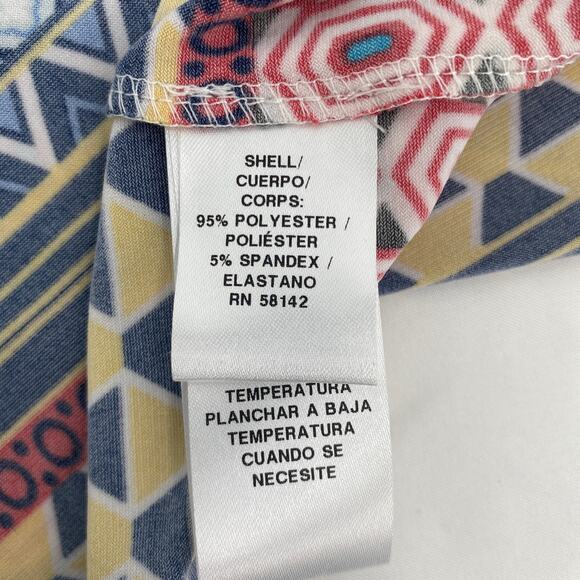 SHELL/
CUERPO/
CORPS:
95% POLYESTER /
POLIÉSTER
5% SPANDEX /
ELASTANO
RN 58142
TEMPERATURA
PLANCHAR A BAJA
TEMPERATURA
CUANDO SE
NECESITE